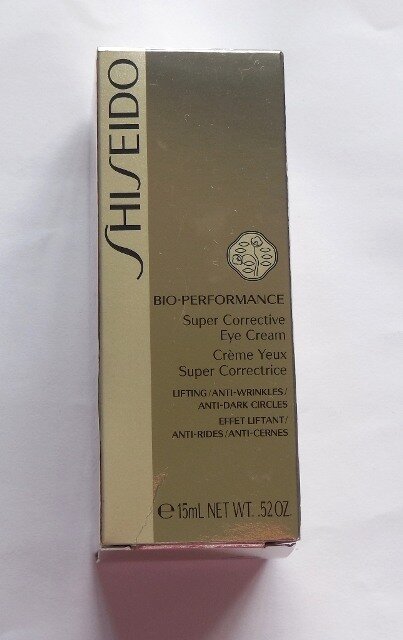 SHISEIDO
BIO-PERFORMANCE
Super Corrective
Eye Cream
Crème Yeux
Super Correctrice
LIFTING/ANTI-WRINKLES/
ANTI-DARK CIRCLES
EFFET LIFTANT/
ANTI-RIDES/ANTI-CERNES
℮ 15mL NET WT. .52 OZ.